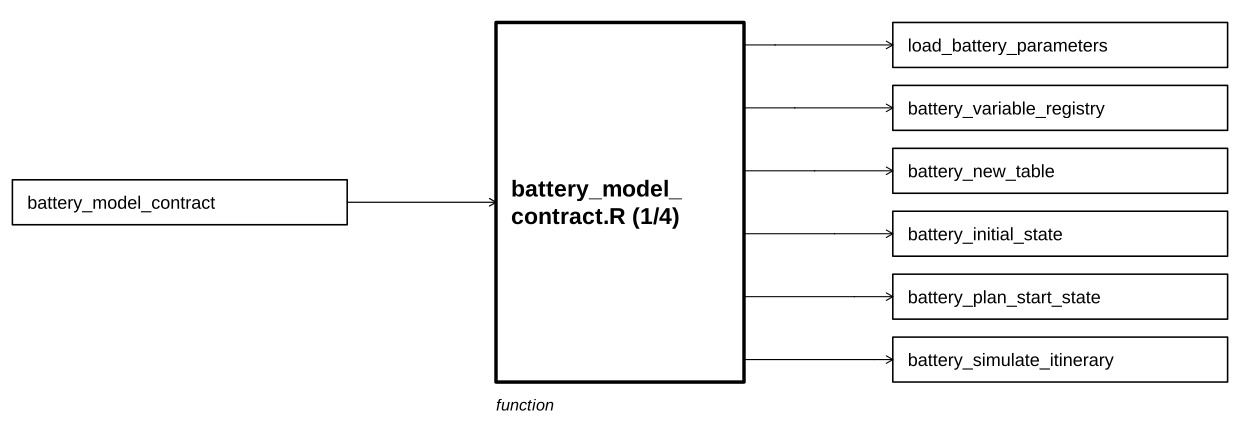 battery_model_contract
battery_model_
contract.R (1/4)
function
load_battery_parameters
battery_variable_registry
battery_new_table
battery_initial_state
battery_plan_start_state
battery_simulate_itinerary